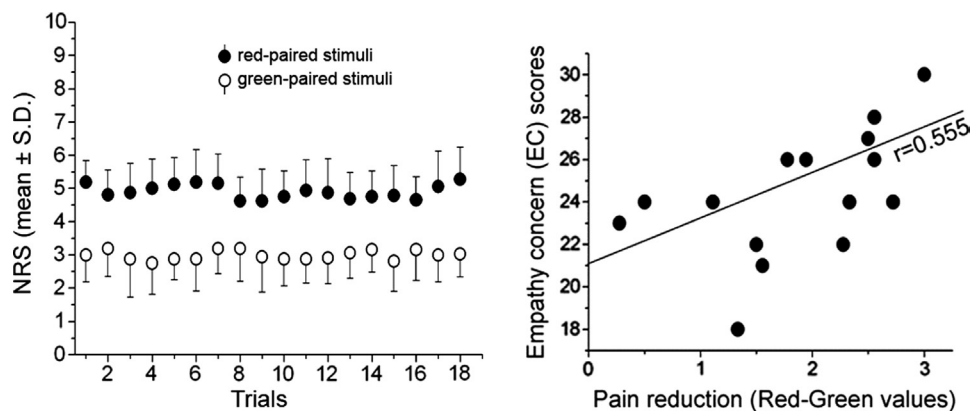 NRS (mean ± S.D.)
10
9
8
7
6
5
4
3
2
1
0
red-paired stimuli
green-paired stimuli
2 4 6 8 10 12 14 16 18
Trials
Empathy concern (EC) scores
30
28
26
24
22
20
18
r=0.555
0 1 2 3
Pain reduction (Red-Green values)